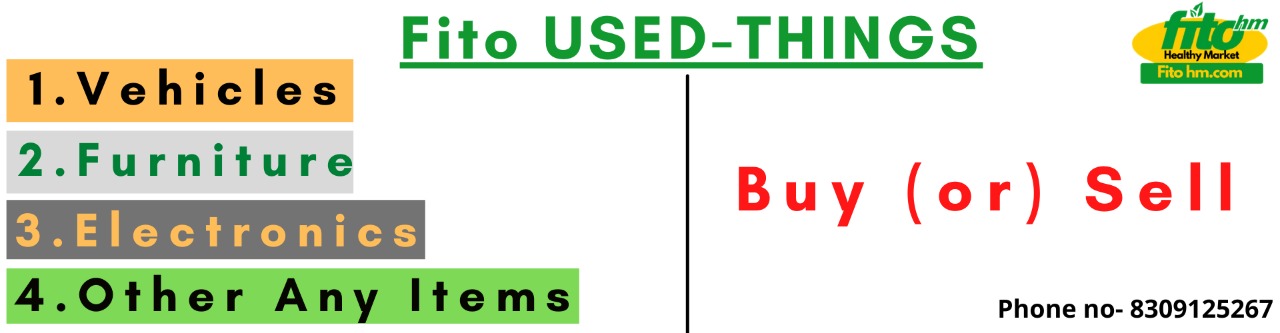 Fito USED-THINGS
fito hm
Healthy Market
Fito hm.com
1.Vehicles
2.Furniture
3.Electronics
4.Other Any Items
Buy (or) Sell
Phone no- 8309125267